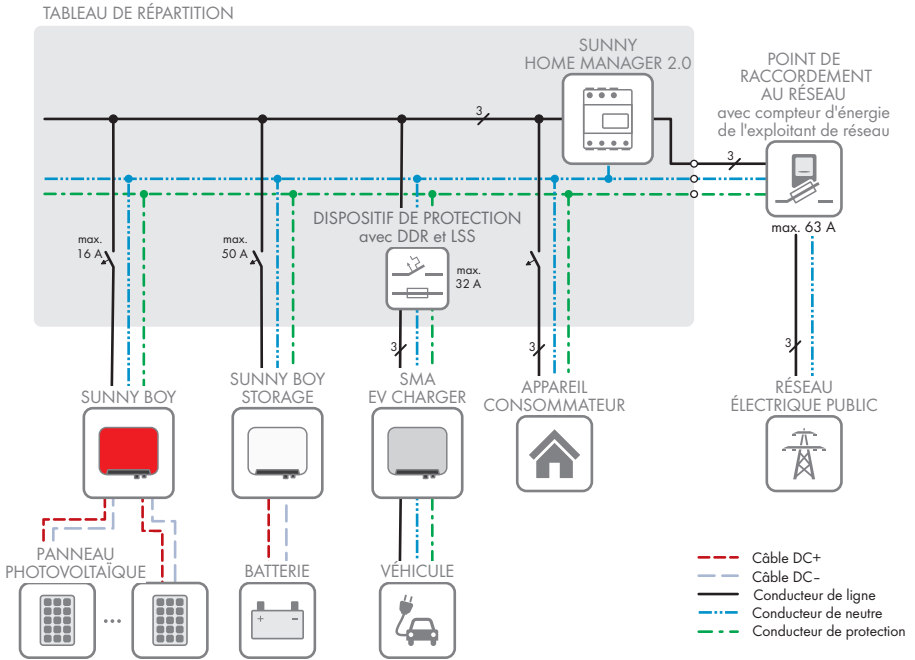 TABLEAU DE RÉPARTITION
SUNNY
HOME MANAGER 2.0
POINT DE
RACCORDEMENT
AU RÉSEAU
avec compteur d'énergie
de l'exploitant de réseau
3
3
DISPOSITIF DE PROTECTION
avec DDR et LSS
max.
16 A
max.
50 A
max.
32 A
max. 63 A
3
3
3
SUNNY BOY
SUNNY BOY
STORAGE
SMA
EV CHARGER
APPAREIL
CONSOMMATEUR
RÉSEAU
ÉLECTRIQUE PUBLIC
PANNEAU
PHOTOVOLTAÏQUE
...
BATTERIE
+ −
VÉHICULE
Câble DC+
Câble DC−
Conducteur de ligne
Conducteur de neutre
Conducteur de protection